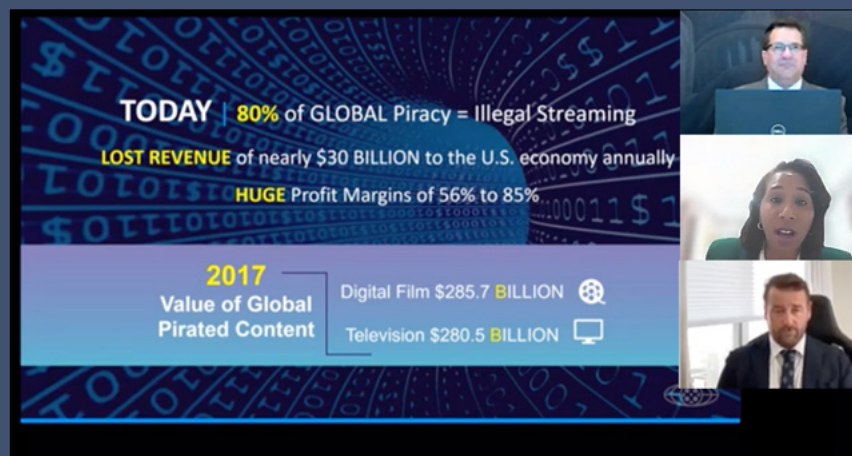 TODAY | 80% of GLOBAL Piracy = Illegal Streaming
LOST REVENUE of nearly $30 BILLION to the U.S. economy annually
HUGE Profit Margins of 56% to 85%
2017
Value of Global
Pirated Content
Digital Film $285.7 BILLION
Television $280.5 BILLION